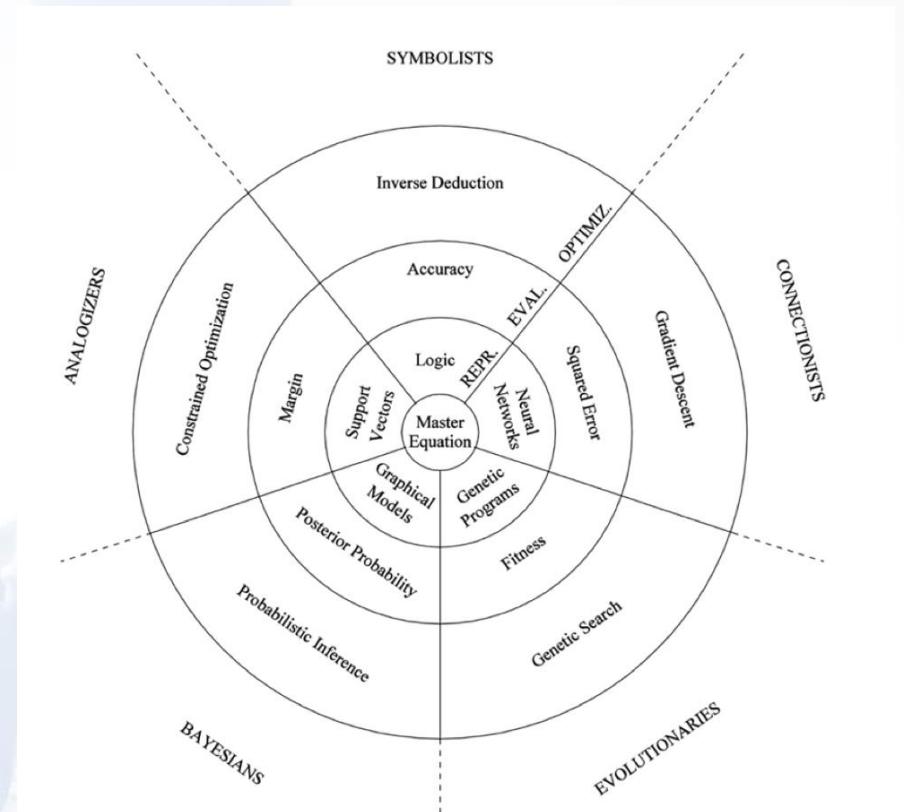 SYMBOLISTS
Inverse Deduction
OPTIMIZ.
Accuracy
EVAL.
Logic
REPR.
ANALOGIZERS
Constrained Optimization
Margin
Support
Vectors
Master
Equation
Neural
Networks
Squared Error
Gradient Descent
CONNECTIONISTS
Graphical
Models
Genetic
Programs
Posterior Probability
Fitness
Probabilistic Inference
Genetic Search
BAYESIANS
EVOLUTIONARIES